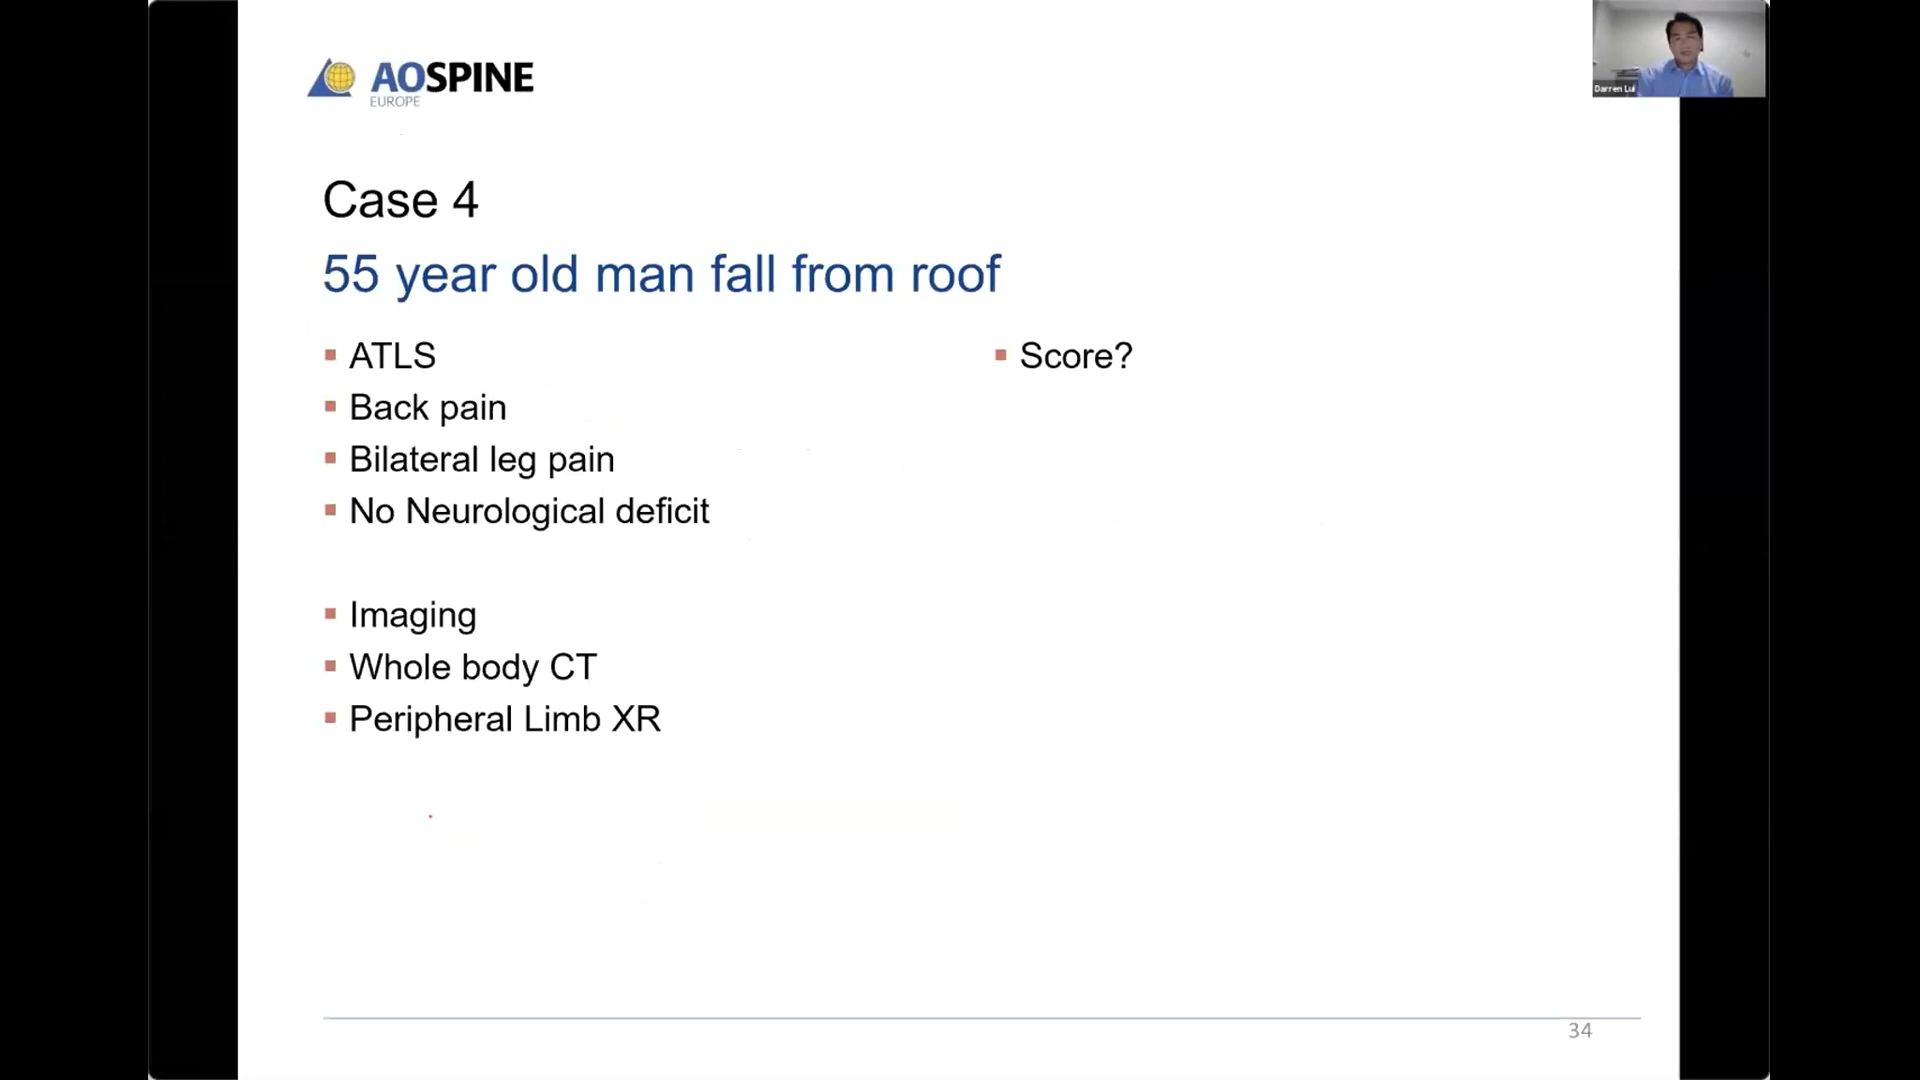 AOSPINE
EUROPE
Darren Lui
Case 4
55 year old man fall from roof
ATLS
Back pain
Bilateral leg pain
No Neurological deficit
Imaging
Whole body CT
Peripheral Limb XR
Score?
34